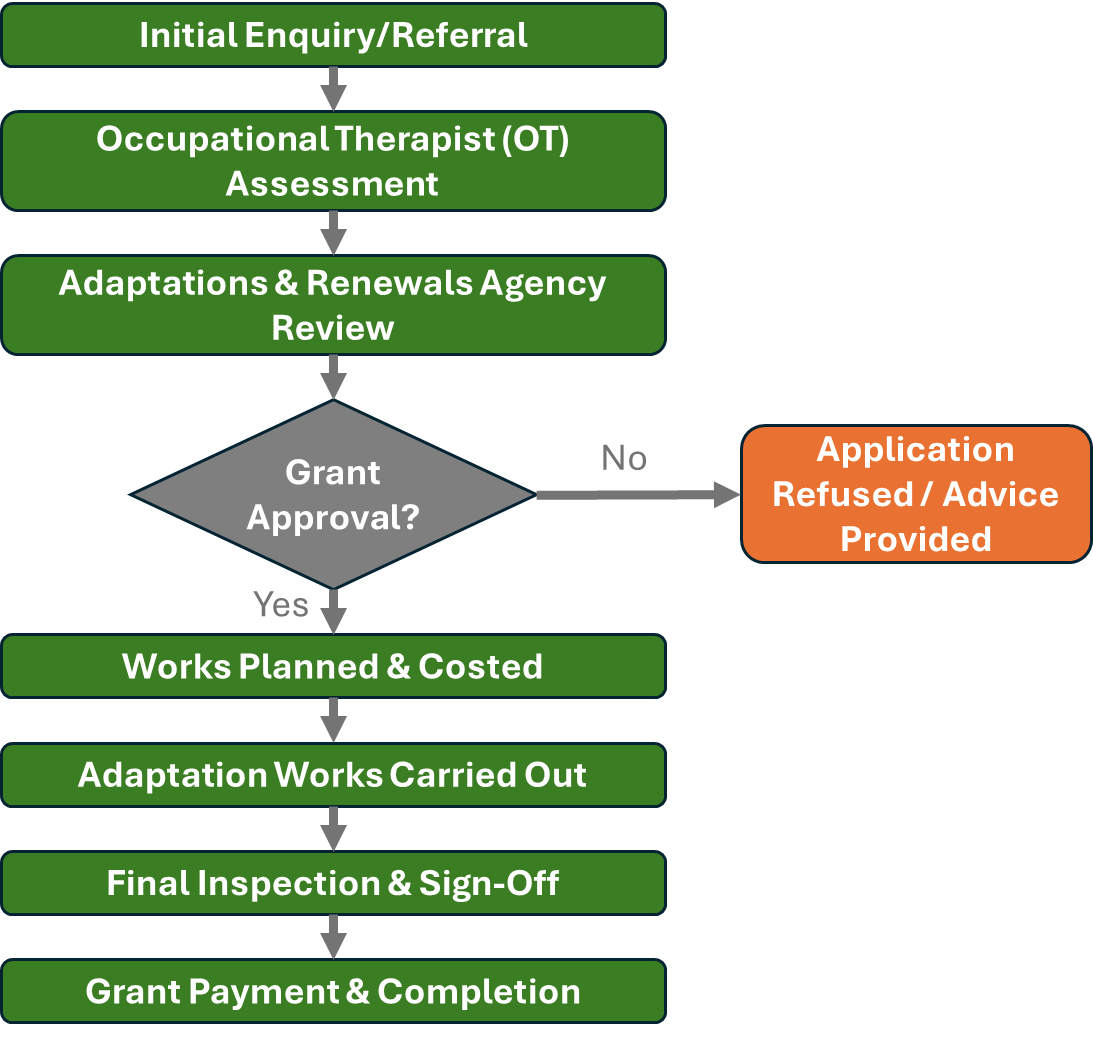 Initial Enquiry/Referral
Occupational Therapist (OT)
Assessment
Adaptations & Renewals Agency
Review
Grant
Approval?
No
Application
Refused / Advice
Provided
Yes
Works Planned & Costed
Adaptation Works Carried Out
Final Inspection & Sign-Off
Grant Payment & Completion